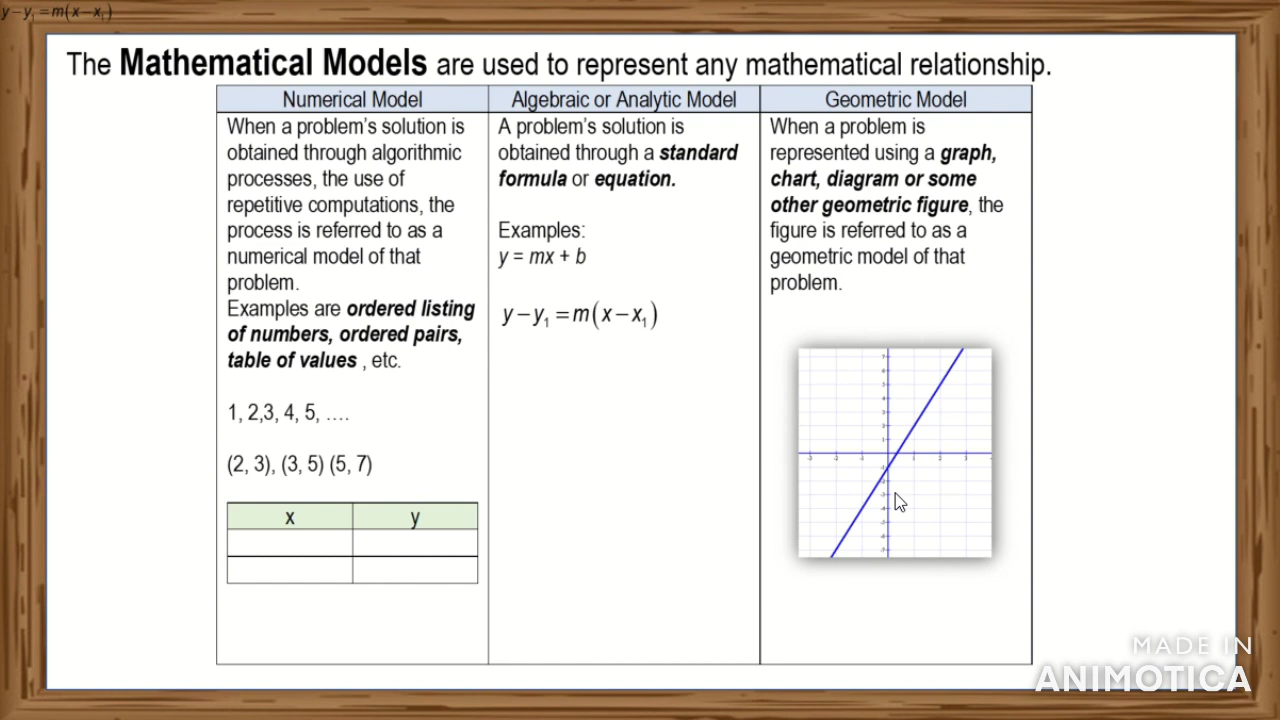 y−y₁=m(x−x₁)
The Mathematical Models are used to represent any mathematical relationship.
Numerical Model
When a problem's solution is
obtained through algorithmic
processes, the use of
repetitive computations, the
process is referred to as a
numerical model of that
problem.
Examples are ordered listing
of numbers, ordered pairs,
table of values , etc.
1, 2,3, 4, 5, ….
(2, 3), (3, 5) (5, 7)
x y
Algebraic or Analytic Model
A problem's solution is
obtained through a standard
formula or equation.
Examples:
y = mx + b
y−y₁=m(x−x₁)
Geometric Model
When a problem is
represented using a graph,
chart, diagram or some
other geometric figure, the
figure is referred to as a
geometric model of that
problem.
MADE IN
ANIMOTICA